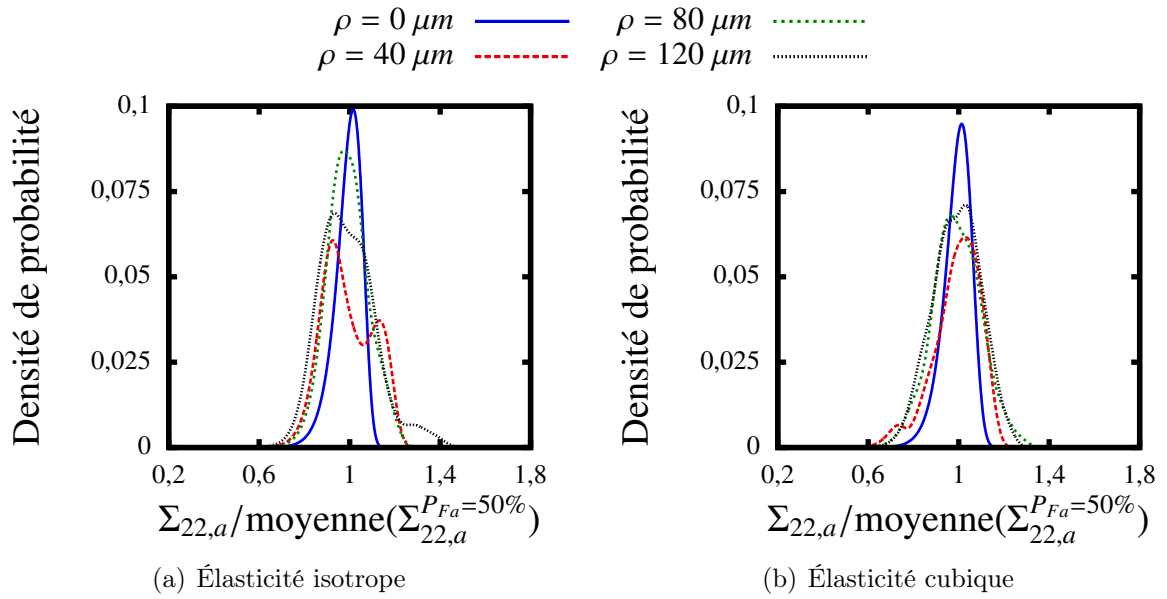 ρ = 0 μm ρ = 80 μm
ρ = 40 μm ρ = 120 μm
Densité de probabilité
0,1
0,075
0,05
0,025
0
0,2 0,6 1 1,4 1,8
Σ22,a/moyenne(Σ22,a^PFa=50%)
(a) Élasticité isotrope
Densité de probabilité
0,1
0,075
0,05
0,025
0
0,2 0,6 1 1,4 1,8
Σ22,a/moyenne(Σ22,a^PFa=50%)
(b) Élasticité cubique